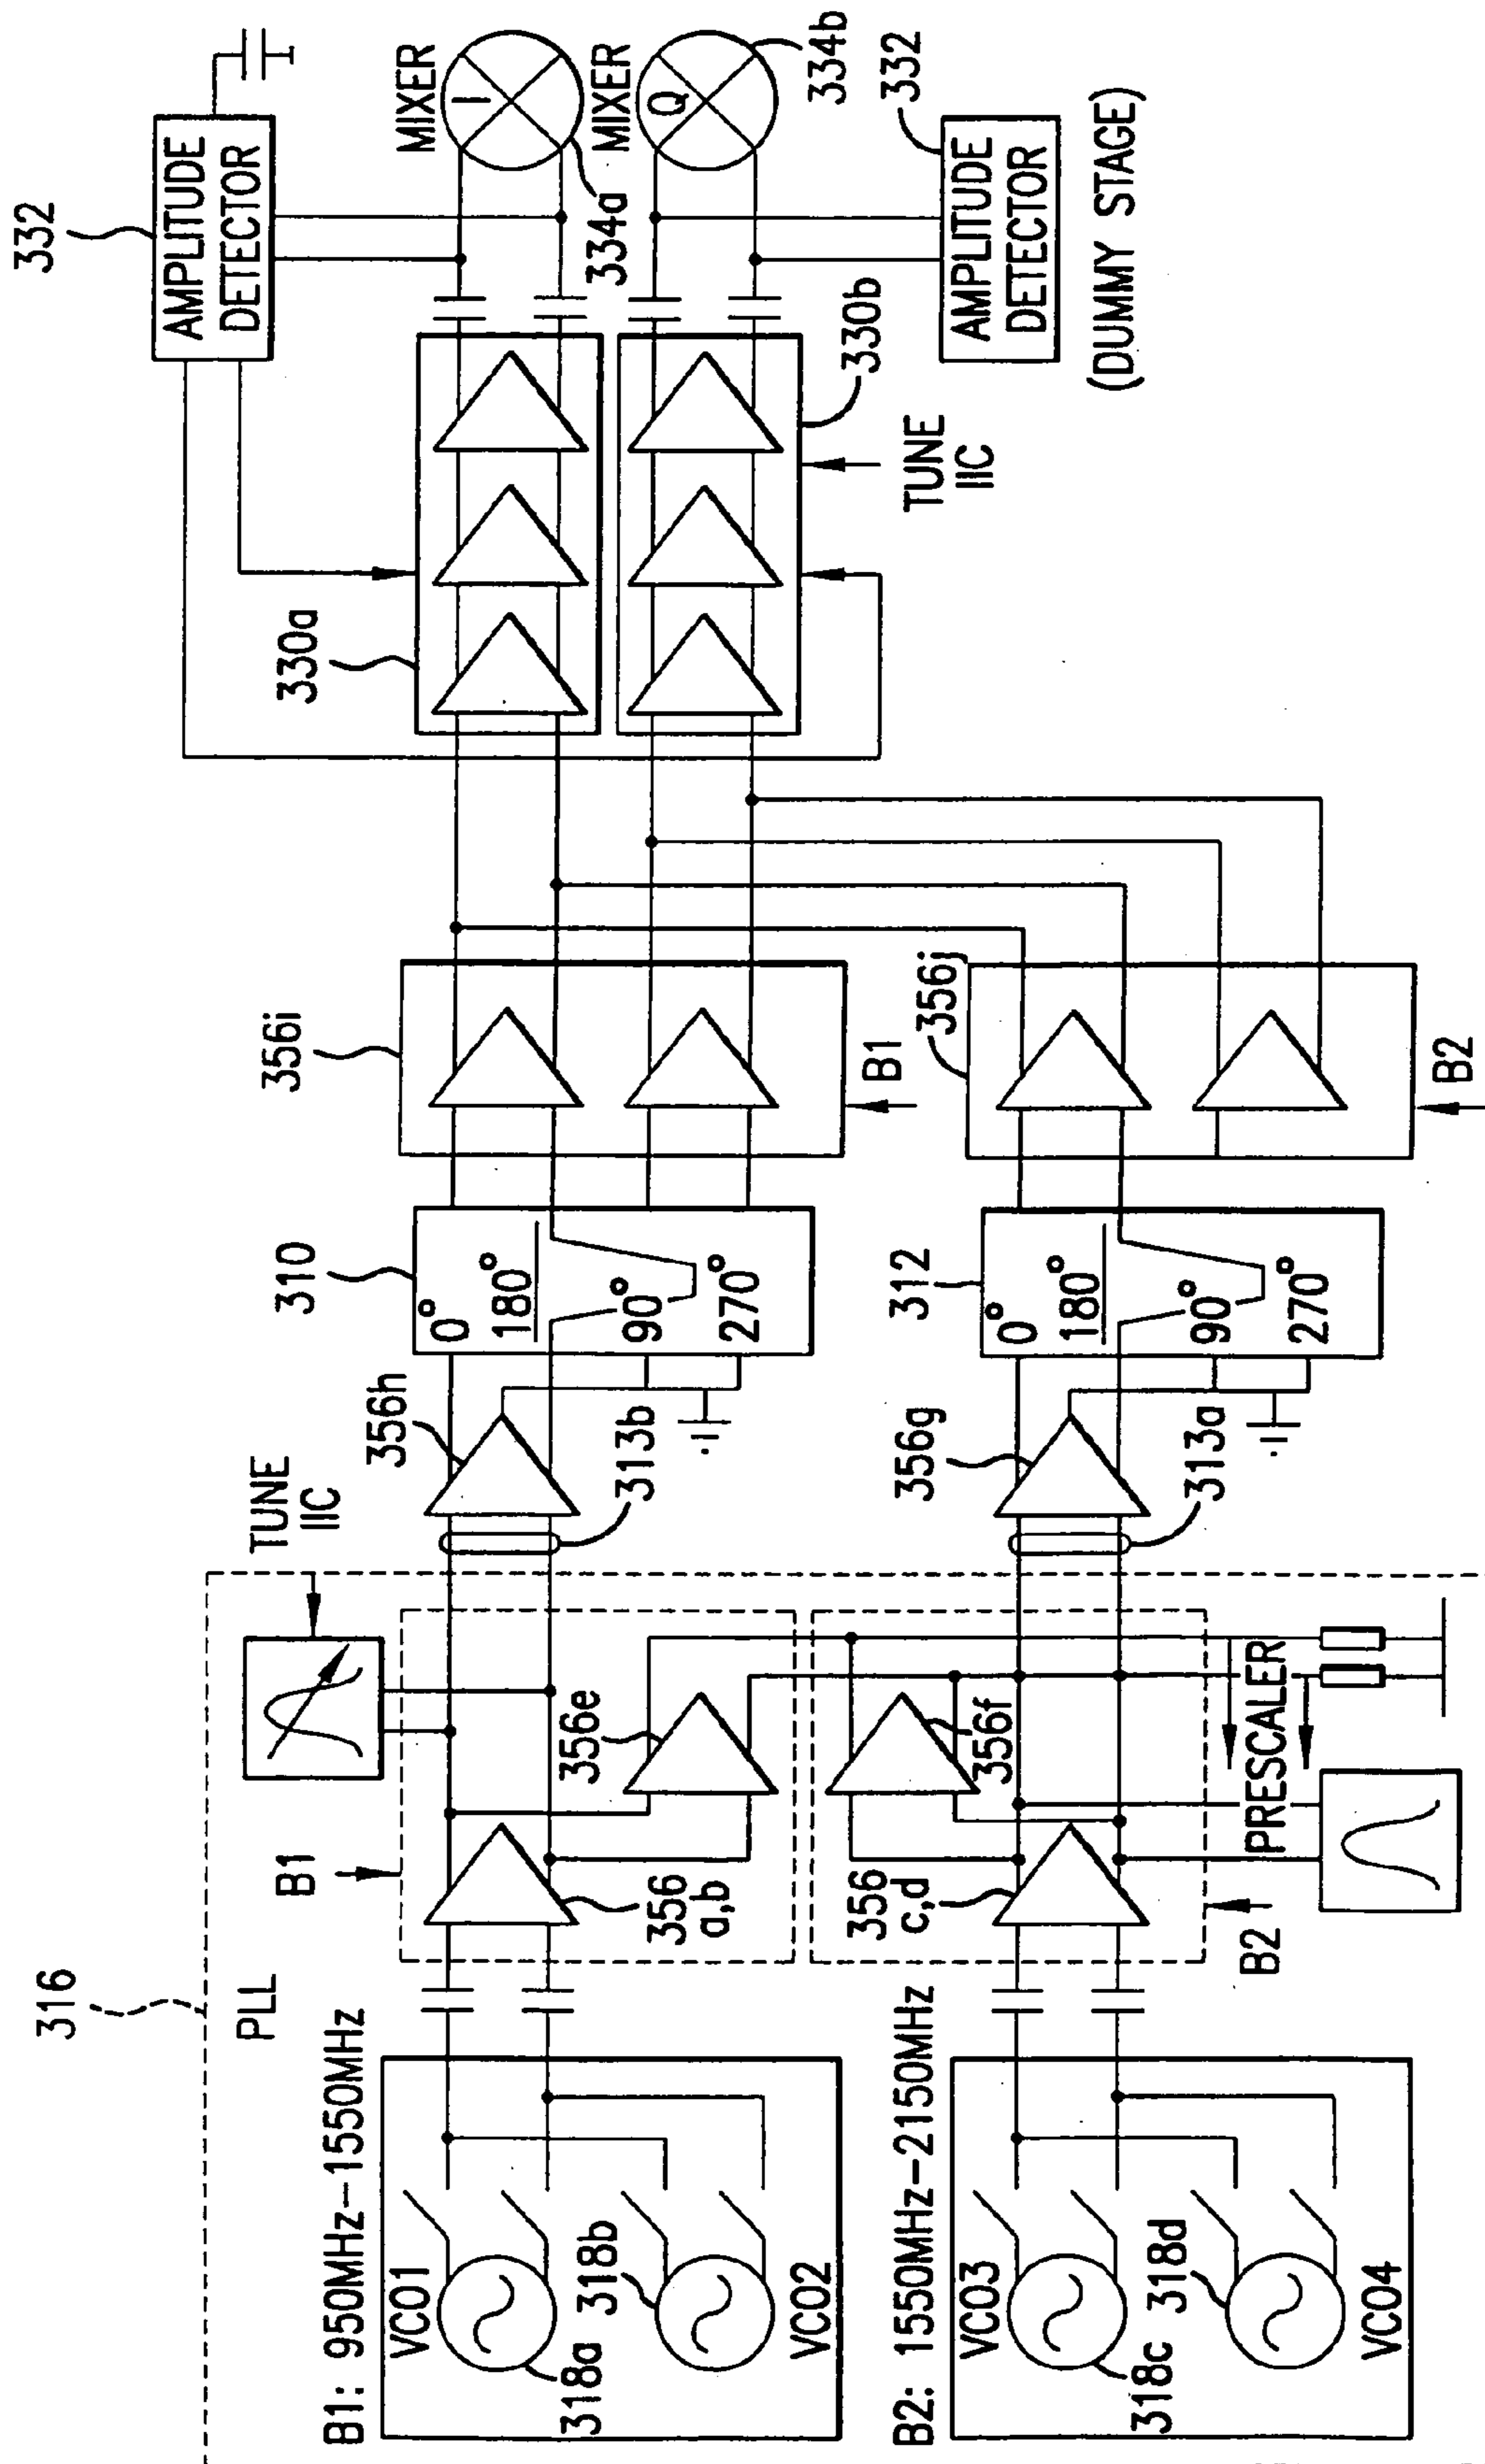 316
PLL
B1: 950MHz-1550MHz
VCO1
318a
318b
VCO2
B2: 1550MHz-2150MHz
VCO3
318c
318d
VCO4
B1
356
a,b
356e
356
c,d
356f
B2
PRESCALER
TUNE
IIC
356h
313b
356g
313a
310
0°
180°
90°
270°
312
0°
180°
90°
270°
356i
B1
356j
B2
330a
330b
TUNE
IIC
332
AMPLITUDE
DETECTOR
MIXER
I
334a
MIXER
Q
334b
332
AMPLITUDE
DETECTOR
(DUMMY STAGE)